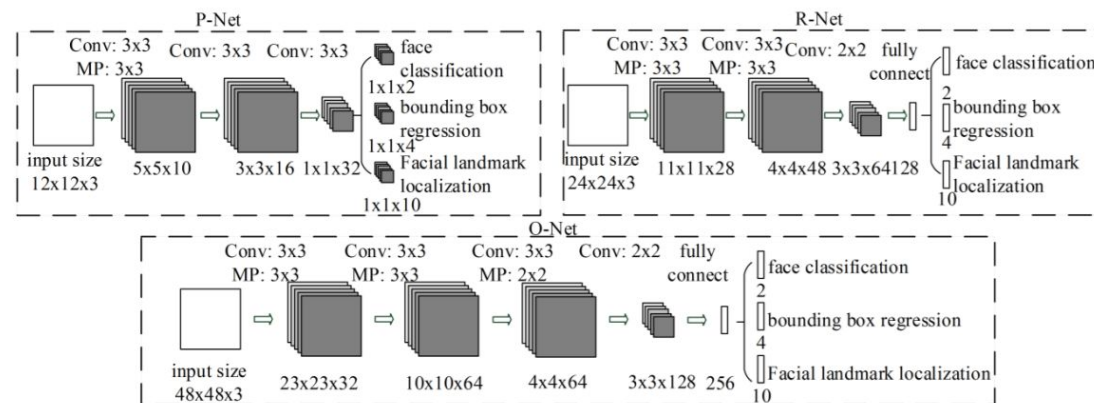 P-Net
Conv: 3x3
MP: 3x3
Conv: 3x3
Conv: 3x3
face
classification
1x1x2
bounding box
regression
1x1x4
Facial landmark
localization
1x1x10
input size
12x12x3
5x5x10
3x3x16
1x1x32
R-Net
Conv: 3x3
MP: 3x3
Conv: 3x3
MP: 3x3
Conv: 2x2
fully
connect
face classification
2
bounding box
regression
4
Facial landmark
localization
10
input size
24x24x3
11x11x28
4x4x48
3x3x64
128
O-Net
Conv: 3x3
MP: 3x3
Conv: 3x3
MP: 3x3
Conv: 3x3
MP: 2x2
Conv: 2x2
fully
connect
face classification
2
bounding box regression
4
Facial landmark localization
10
input size
48x48x3
23x23x32
10x10x64
4x4x64
3x3x128
256